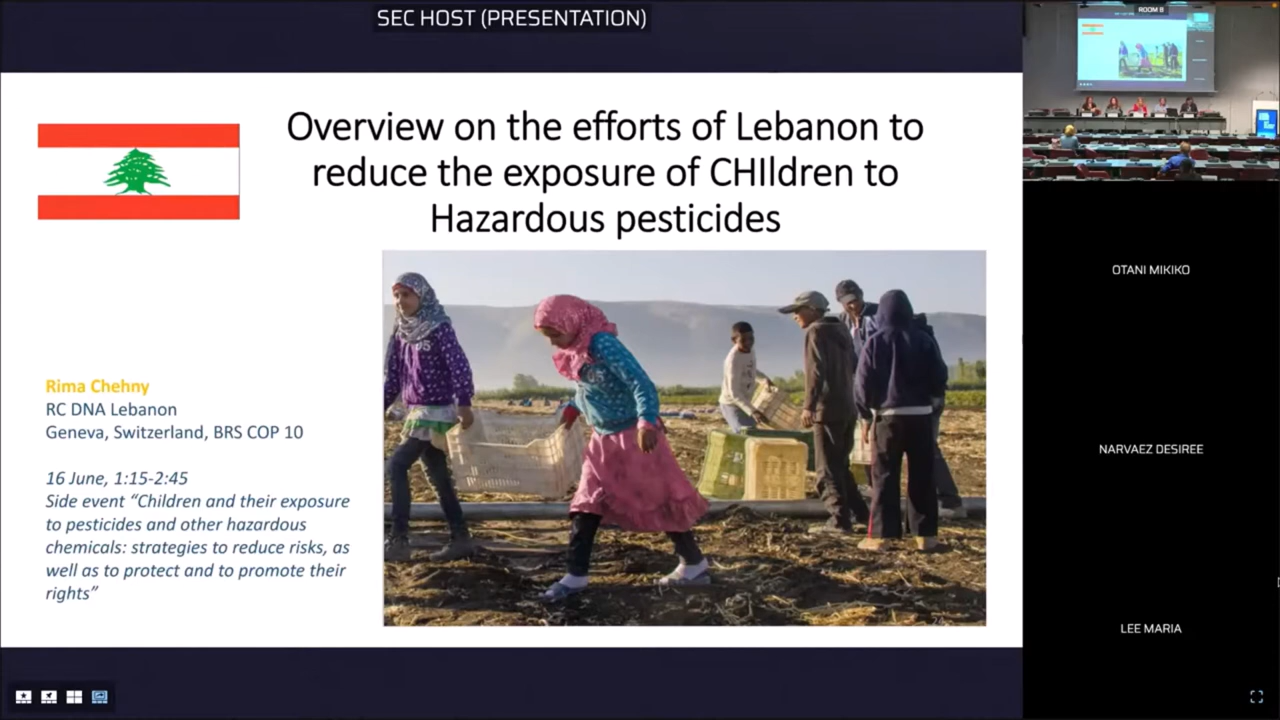 SEC HOST (PRESENTATION)
ROOM B
Overview on the efforts of Lebanon to
reduce the exposure of CHIldren to
Hazardous pesticides
Rima Chehny
RC DNA Lebanon
Geneva, Switzerland, BRS COP 10
16 June, 1:15-2:45
Side event “Children and their exposure
to pesticides and other hazardous
chemicals: strategies to reduce risks, as
well as to protect and to promote their
rights”
OTANI MIKIKO
NARVAEZ DESIREE
LEE MARIA